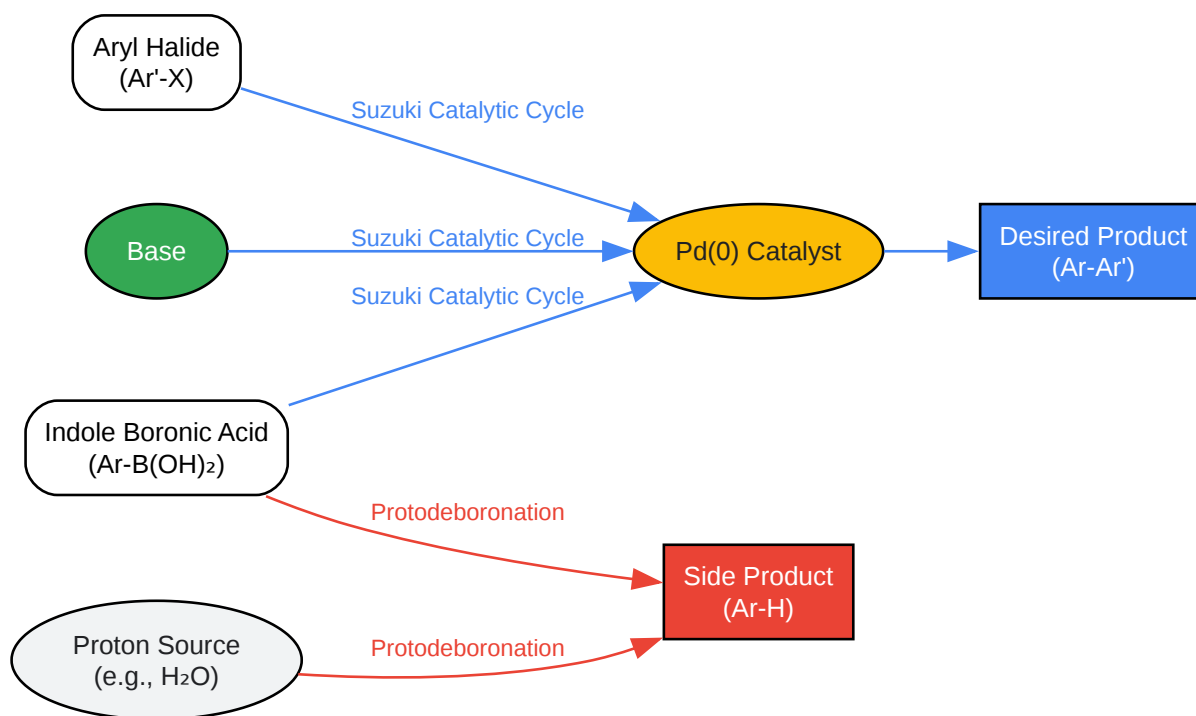 Aryl Halide
(Ar'-X)
Suzuki Catalytic Cycle
Base
Suzuki Catalytic Cycle
Pd(0) Catalyst
Desired Product
(Ar-Ar')
Suzuki Catalytic Cycle
Indole Boronic Acid
(Ar-B(OH)₂)
Protodeboronation
Side Product
(Ar-H)
Proton Source
(e.g., H₂O)
Protodeboronation